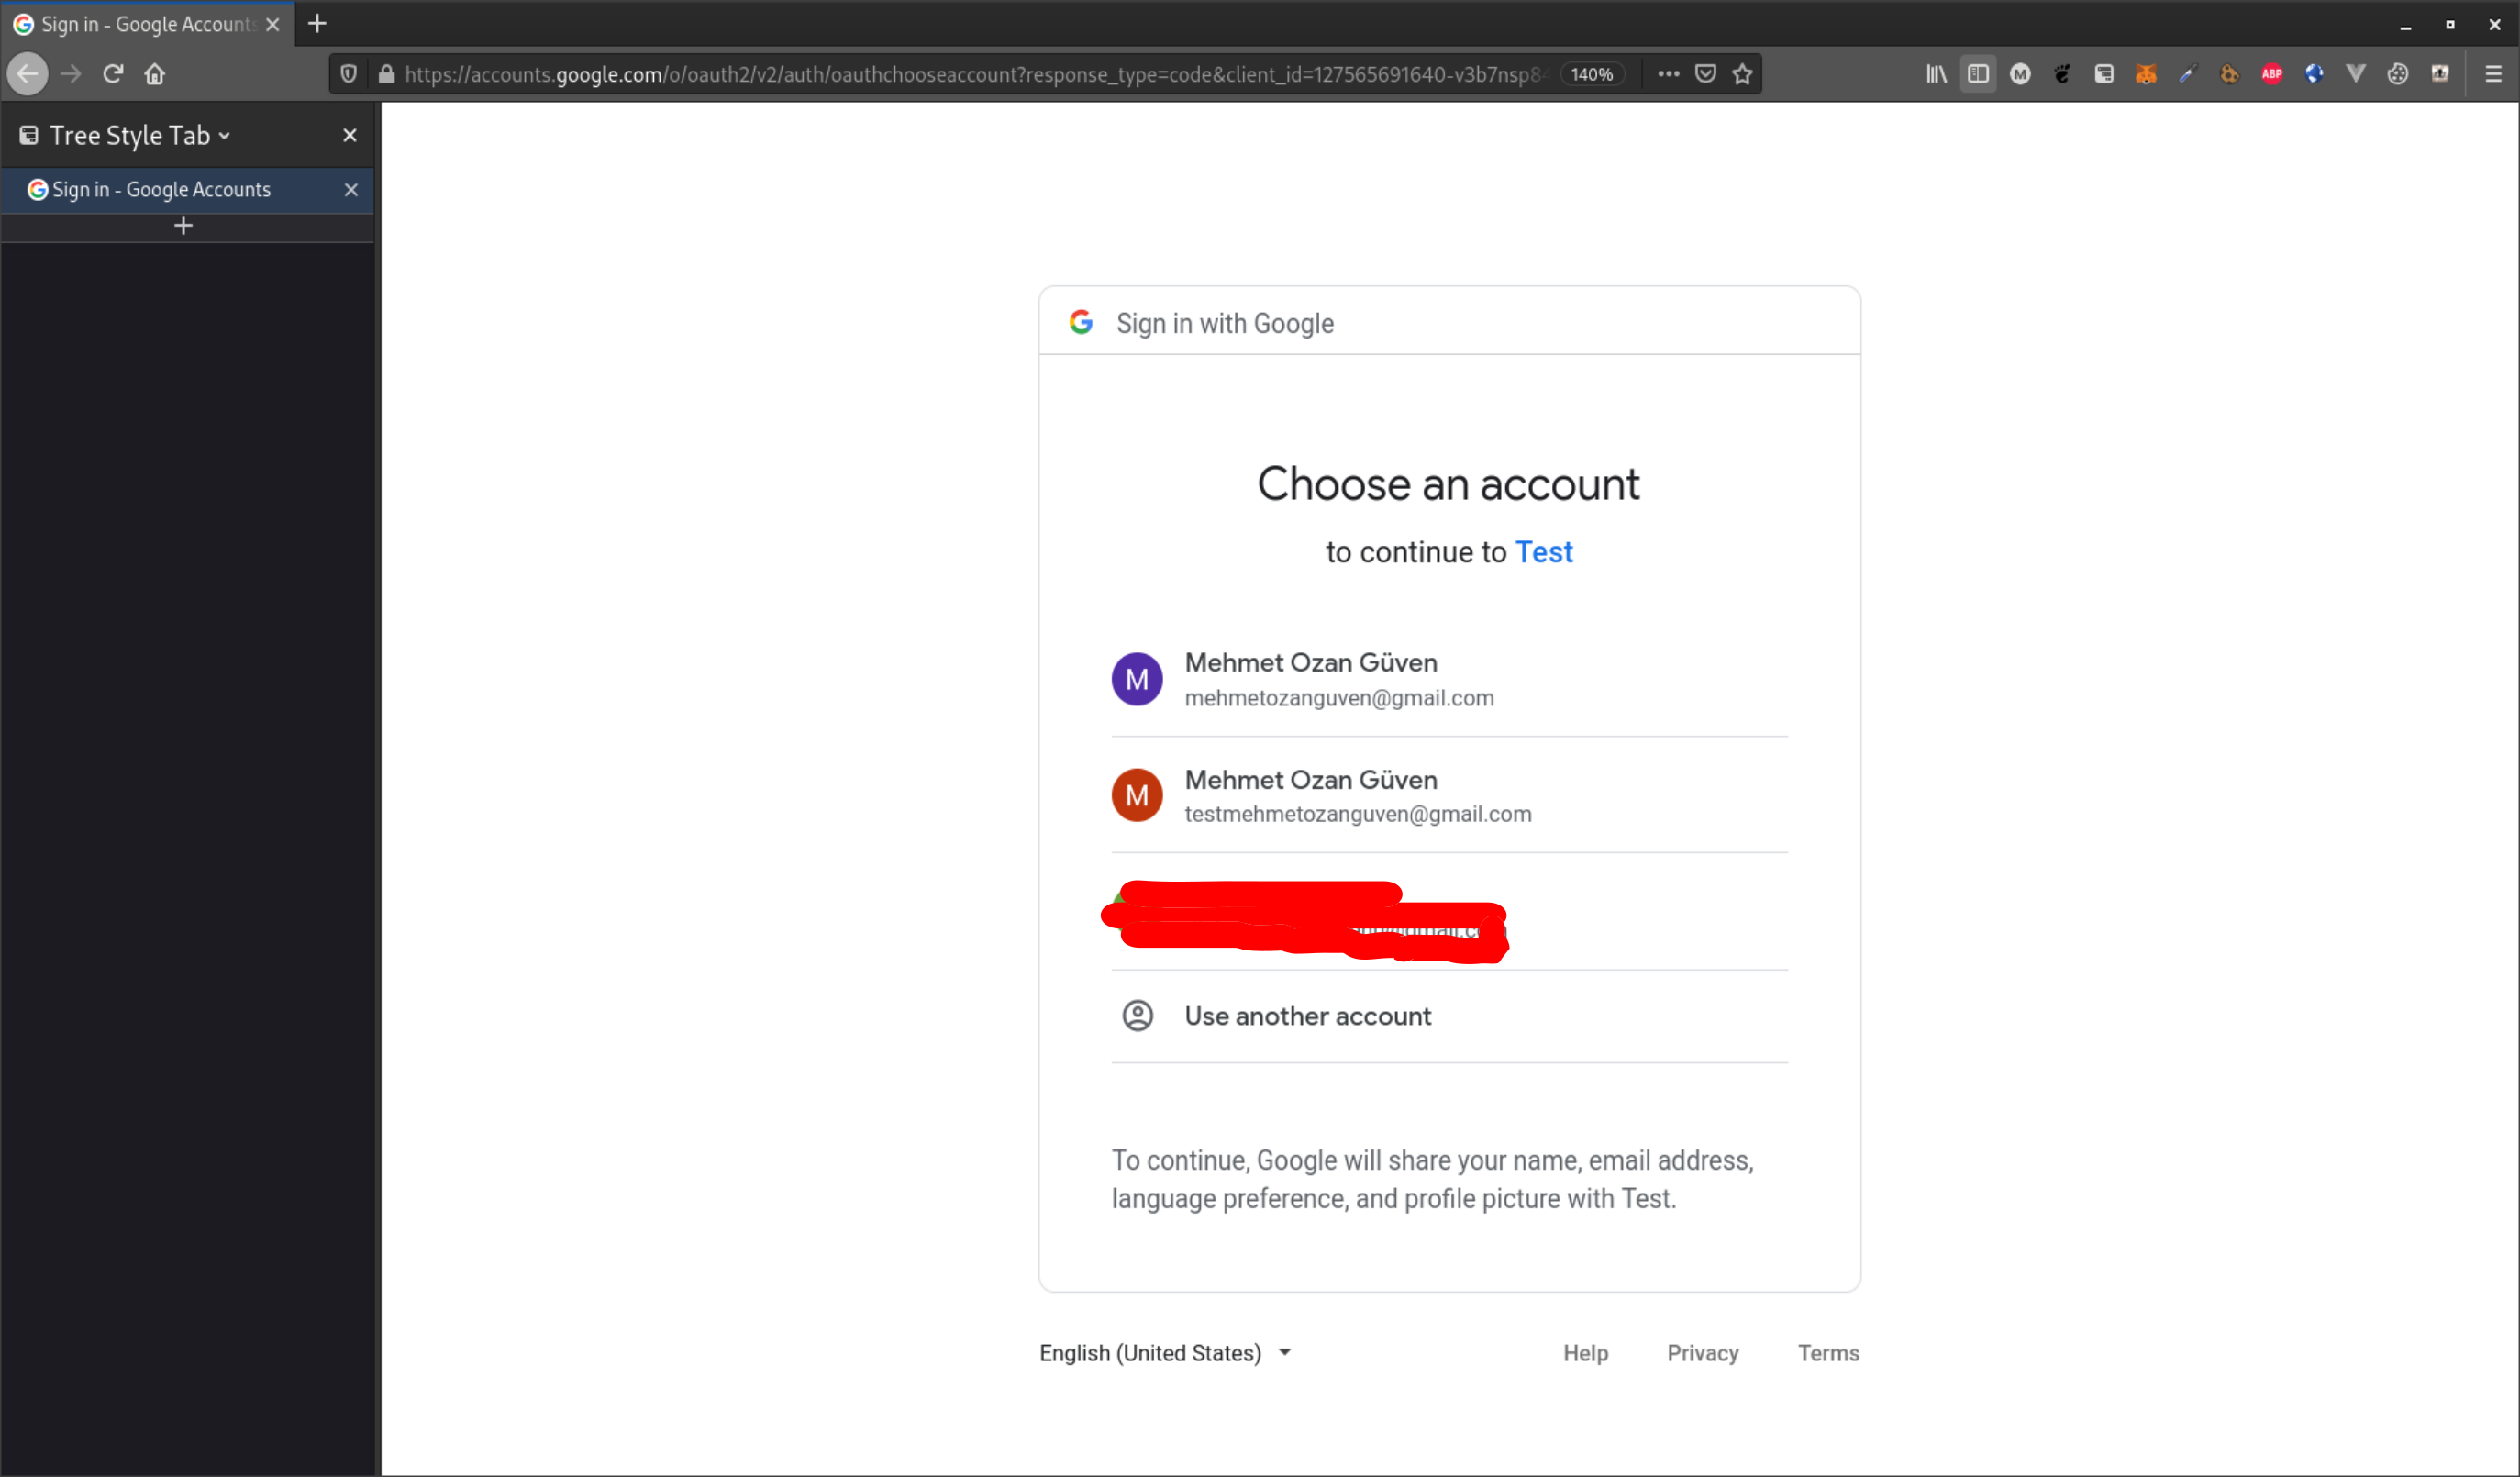 Sign in - Google Accounts
https://accounts.google.com/o/oauth2/v2/auth/oauthchooseaccount?response_type=code&client_id=127565691640-v3b7nsp84
140%
M
ABP
Tree Style Tab
Sign in - Google Accounts
Sign in with Google
Choose an account
to continue to Test
M
Mehmet Ozan Güven
mehmetozanguven@gmail.com
M
Mehmet Ozan Güven
testmehmetozanguven@gmail.com
Use another account
To continue, Google will share your name, email address,
language preference, and profile picture with Test.
English (United States)
Help Privacy Terms